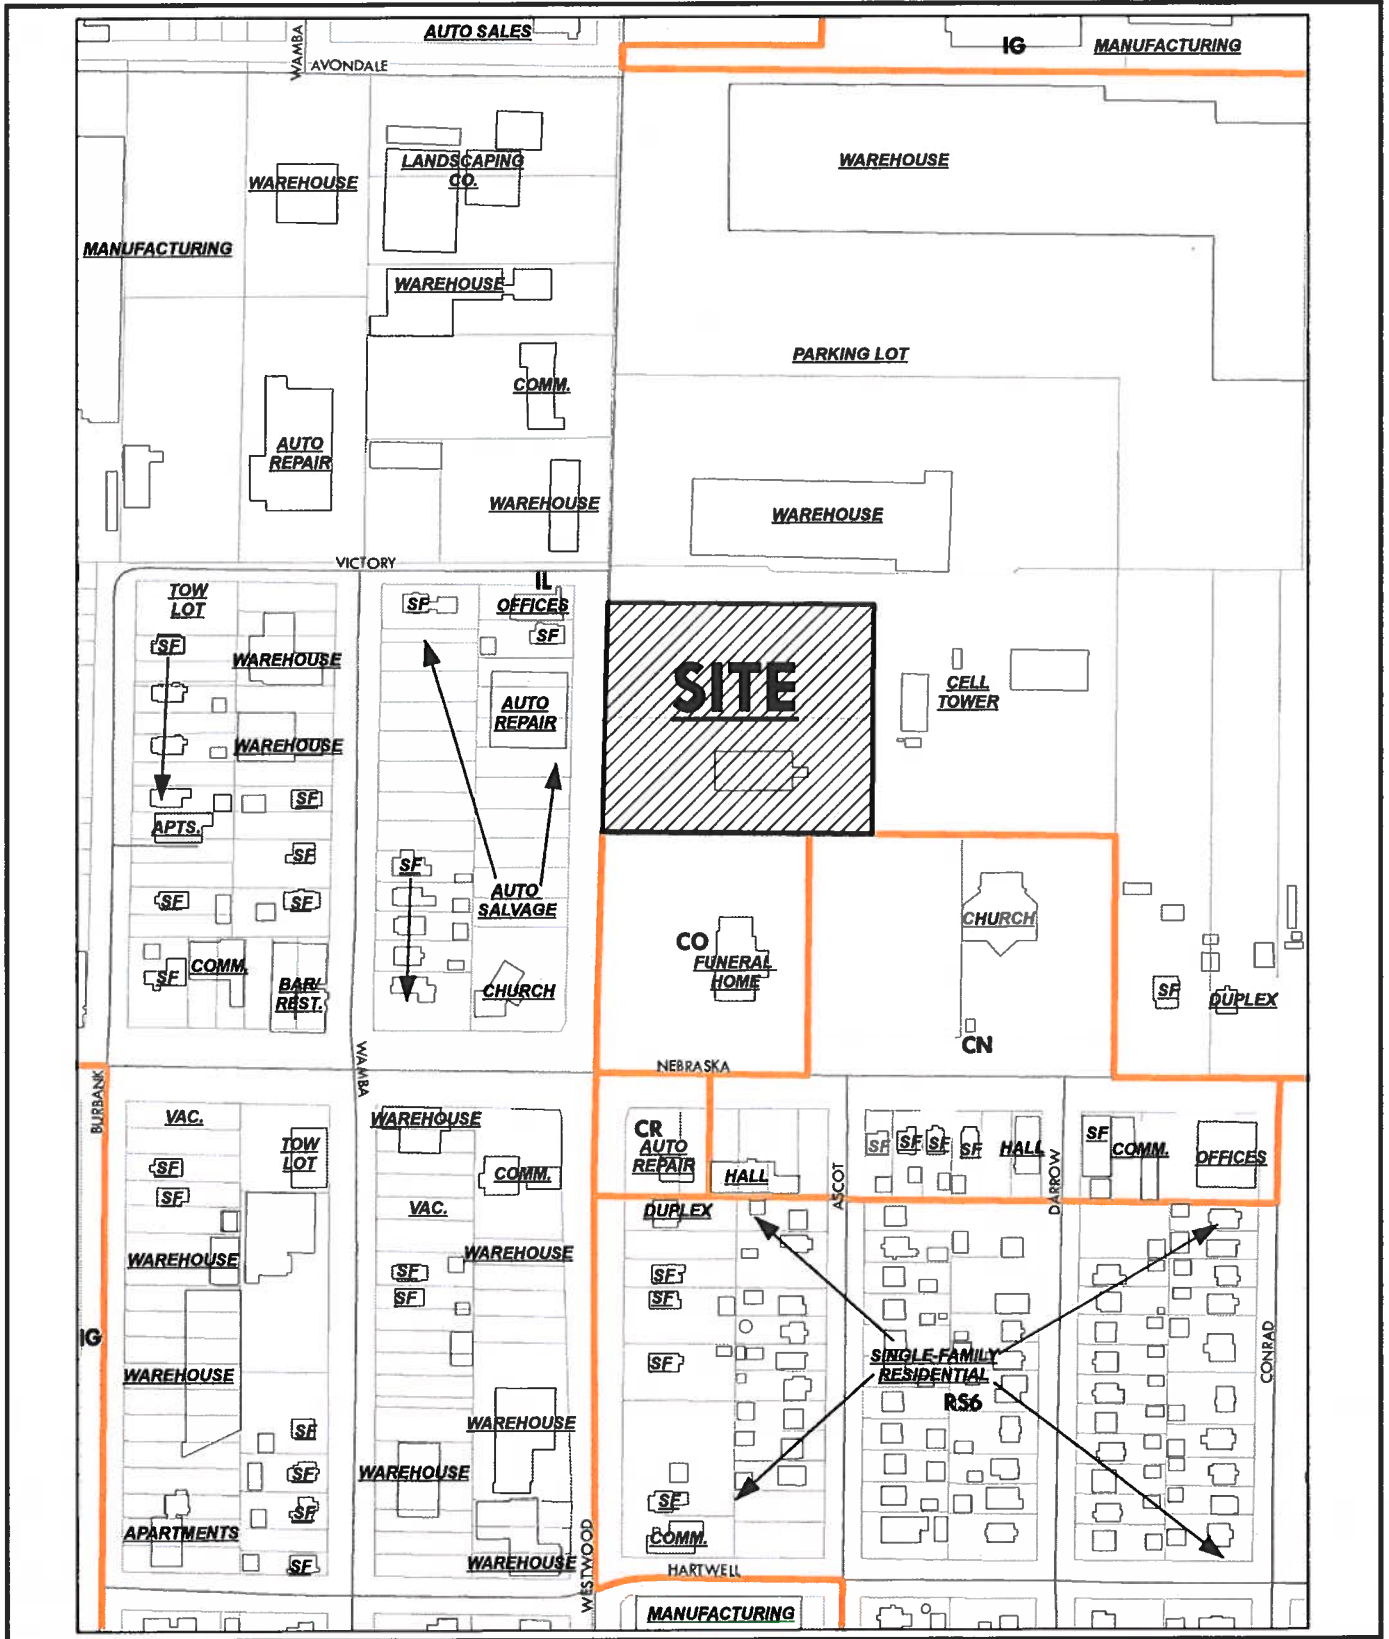 AUTO SALES
IG
MANUFACTURING
WAMBA
AVONDALE
LANDSCAPING
CO.
WAREHOUSE
WAREHOUSE
MANUFACTURING
WAREHOUSE
PARKING LOT
COMM.
AUTO
REPAIR
WAREHOUSE
WAREHOUSE
VICTORY
IL
TOW
LOT
SF
OFFICES
SF
SF
WAREHOUSE
SITE
CELL
TOWER
AUTO
REPAIR
WAREHOUSE
SF
APTS.
SF
SF
AUTO
SALVAGE
SF
SF
CHURCH
CO
FUNERAL
HOME
COMM.
SF
BAR/
REST.
CHURCH
SF
DUPLEX
CN
WAMBA
NEBRASKA
BURBANK
VAC.
WAREHOUSE
TOW
LOT
CR
AUTO
REPAIR
HALL
SF
SF
SF
SF
HALL
SF
COMM.
OFFICES
ASCOT
DARROW
SF
SF
COMM.
VAC.
DUPLEX
WAREHOUSE
WAREHOUSE
SF
SF
SF
SF
IG
SF
SINGLE-FAMILY
RESIDENTIAL
RS6
CONRAD
WAREHOUSE
WAREHOUSE
SF
SF
WAREHOUSE
SF
SF
APARTMENTS
SF
WAREHOUSE
WESTWOOD
COMM.
HARTWELL
MANUFACTURING